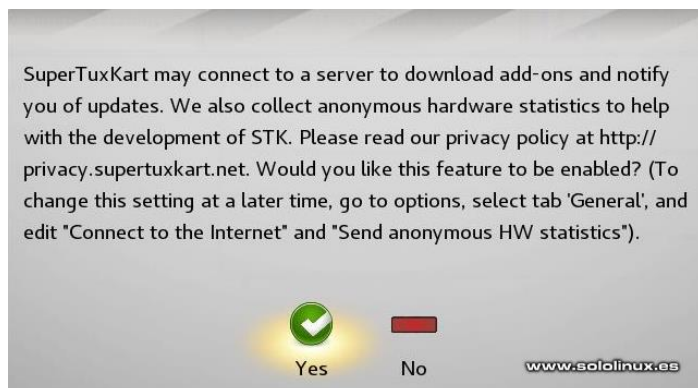 SuperTuxKart may connect to a server to download add-ons and notify
you of updates. We also collect anonymous hardware statistics to help
with the development of STK. Please read our privacy policy at http://
privacy.supertuxkart.net. Would you like this feature to be enabled? (To
change this setting at a later time, go to options, select tab 'General', and
edit "Connect to the Internet" and "Send anonymous HW statistics").
Yes No
www.sololinux.es